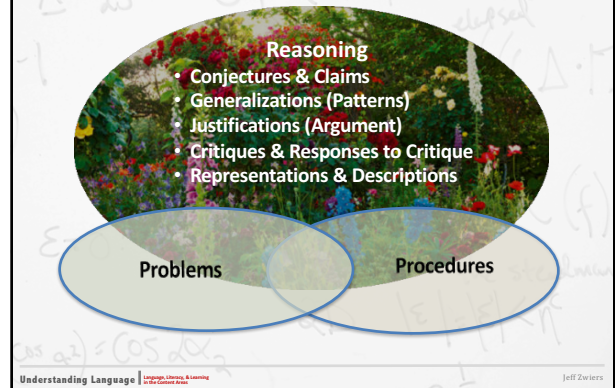 elapsed
Reasoning
• Conjectures & Claims
• Generalizations (Patterns)
• Justifications (Argument)
• Critiques & Responses to Critique
• Representations & Descriptions
Problems
Procedures
Understanding Language
Language, Literacy, & Learning
in the Content Areas
Jeff Zwiers